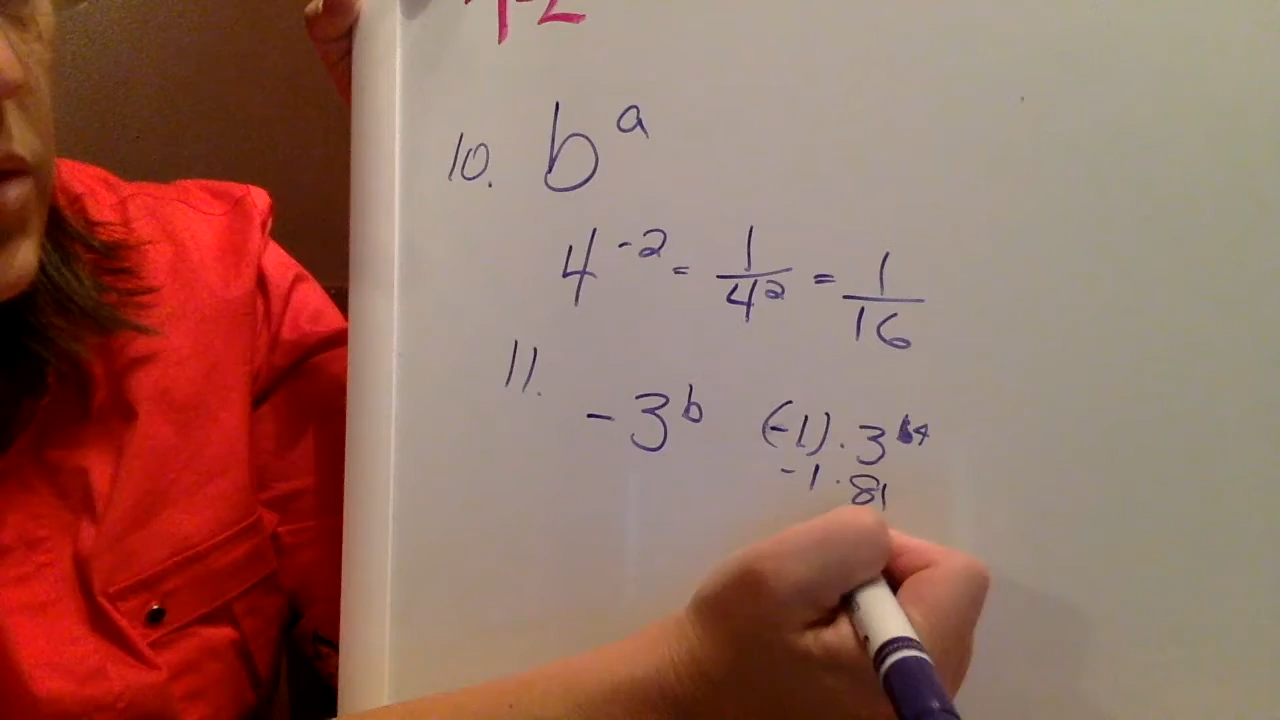 10. b^a
4^-2 = 1/4^2 = 1/16
11. -3^b (-1) . 3^4
-1 . 81